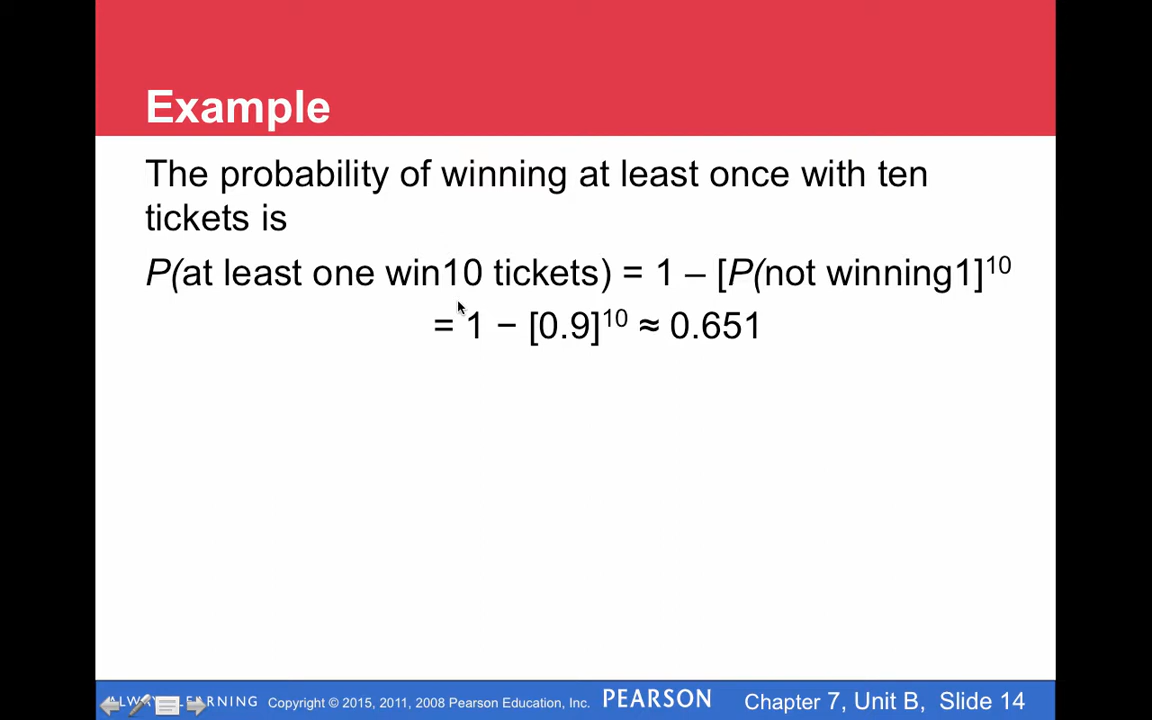 Example
The probability of winning at least once with ten
tickets is
P(at least one win10 tickets) = 1 – [P(not winning1]¹⁰
= 1 − [0.9]¹⁰ ≈ 0.651
Copyright © 2015, 2011, 2008 Pearson Education, Inc. PEARSON Chapter 7, Unit B, Slide 14